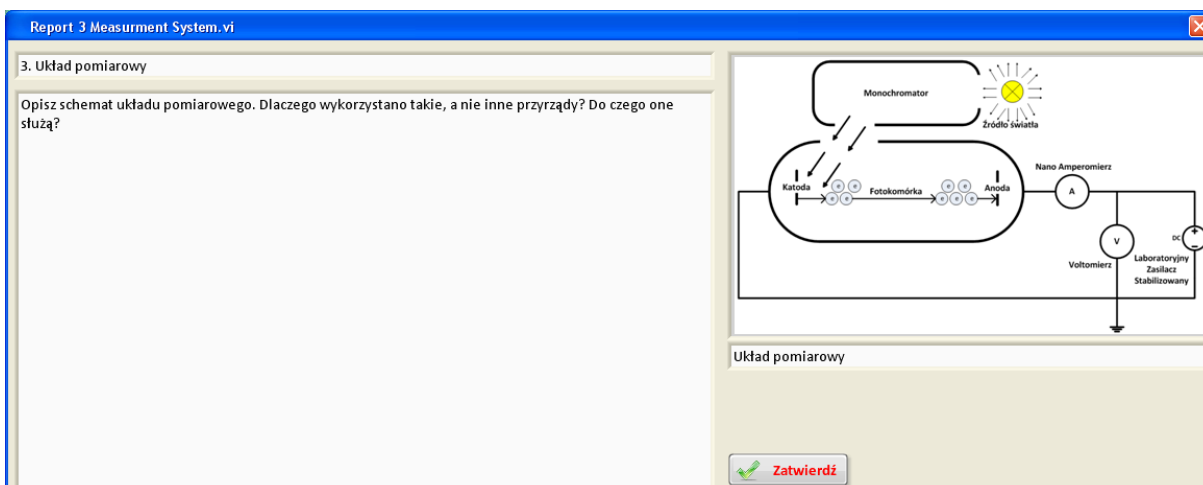 Report 3 Measurment System.vi
3. Układ pomiarowy
Opisz schemat układu pomiarowego. Dlaczego wykorzystano takie, a nie inne przyrządy? Do czego one
służą?
Monochromator
Źródło światła
Nano Amperomierz
Katoda
e e
Fotokomórka
e e
Anoda
A
e e
e e e
V
DC
+
−
Voltomierz
Laboratoryjny
Zasilacz
Stabilizowany
Układ pomiarowy
Zatwierdź